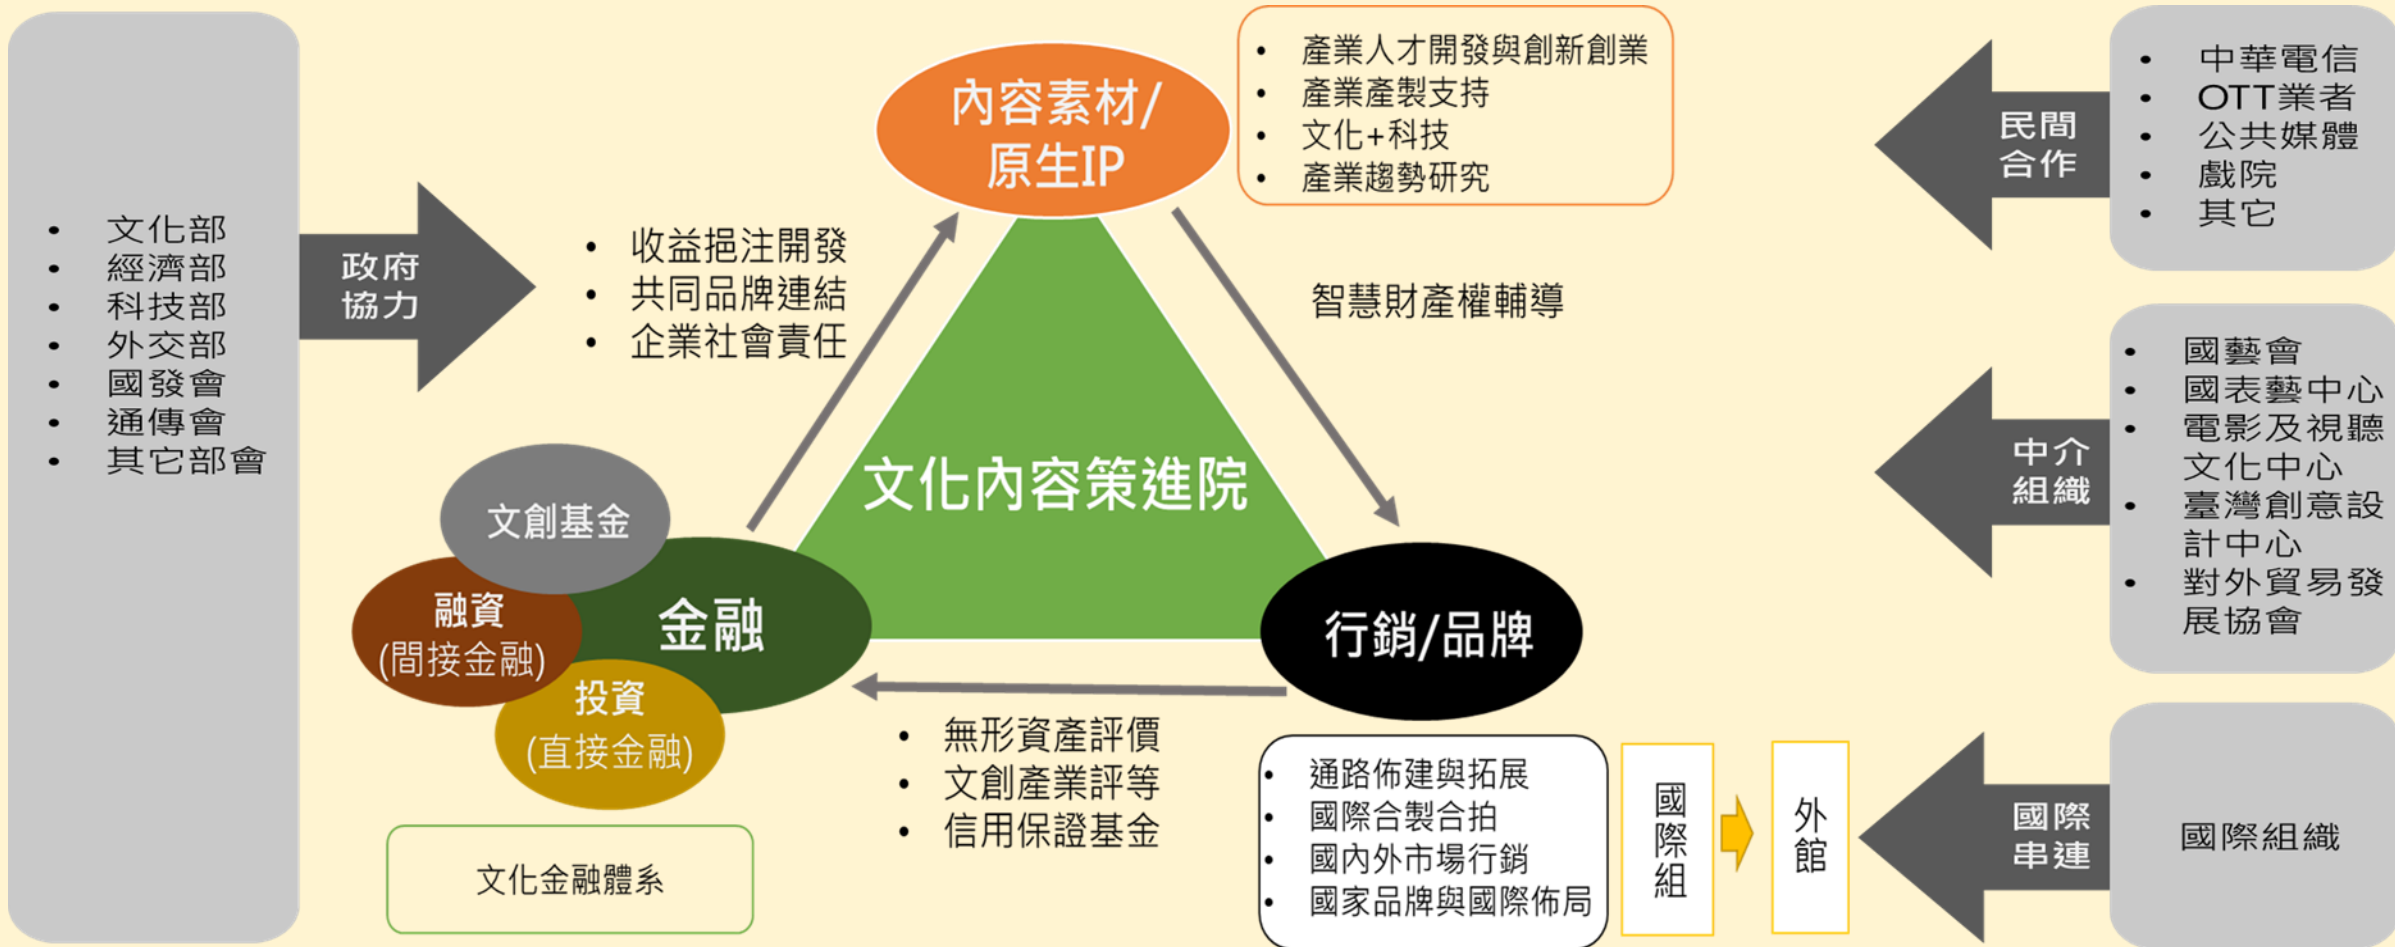 • 文化部
• 經濟部
• 科技部
• 外交部
• 國發會
• 通傳會
• 其它部會
政府
協力
• 收益挹注開發
• 共同品牌連結
• 企業社會責任
內容素材/
原生IP
• 產業人才開發與創新創業
• 產業產製支持
• 文化+科技
• 產業趨勢研究
智慧財產權輔導
文化內容策進院
文創基金
融資
(間接金融)
投資
(直接金融)
金融
文化金融體系
• 無形資產評價
• 文創產業評等
• 信用保證基金
行銷/品牌
• 通路佈建與拓展
• 國際合製合拍
• 國內外市場行銷
• 國家品牌與國際佈局
國際組
外館
民間
合作
• 中華電信
• OTT業者
• 公共媒體
• 戲院
• 其它
中介
組織
• 國藝會
• 國表藝中心
• 電影及視聽
文化中心
• 臺灣創意設
計中心
• 對外貿易發
展協會
國際
串連
國際組織